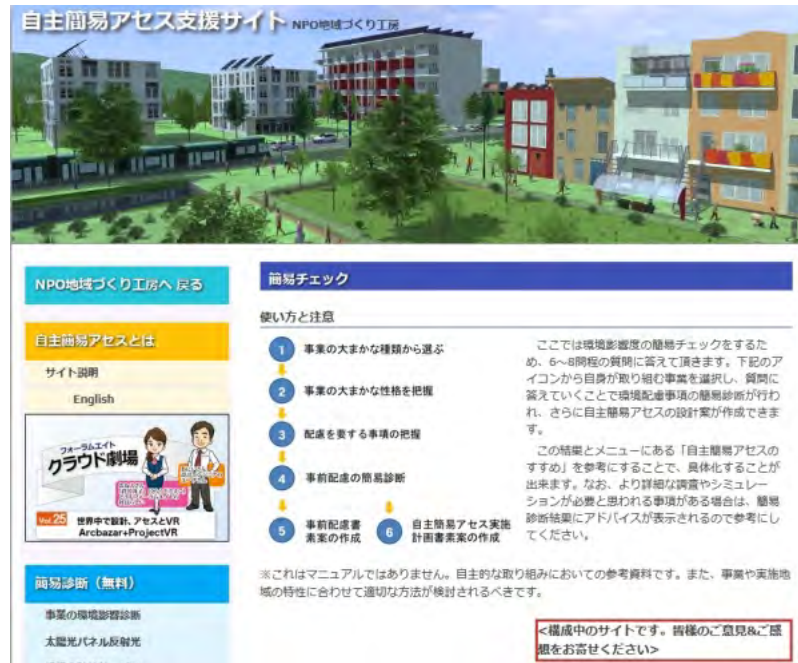 自主簡易アセス支援サイト NPO地域づくり工房
NPO地域づくり工房へ 戻る
自主簡易アセスとは
サイト説明
English
フォーラムエイト
クラウド劇場
Vol.25 世界中で設計、アセスとVR
Arcbazar+ProjectVR
簡易診断（無料）
事業の環境影響診断
太陽光パネル反射光
簡易チェック
使い方と注意
1 事業の大まかな種類から選ぶ
2 事業の大まかな性格を把握
3 配慮を要する事項の把握
4 事前配慮の簡易診断
5 事前配慮書
素案の作成
6 自主簡易アセス実施
計画書素案の作成
ここでは環境影響度の簡易チェックをするた
め、6～8問程の質問に答えて頂きます。下記のア
イコンから自身が取り組む事業を選択し、質問に
答えていくことで環境配慮事項の簡易診断が行わ
れ、さらに自主簡易アセスの設計案が作成できま
す。
この結果とメニューにある「自主簡易アセスの
すすめ」を参考にすることで、具体化することが
出来ます。なお、より詳細な調査やシミュレー
ションが必要と思われる事項がある場合は、簡易
診断結果にアドバイスが表示されるので参考にし
てください。
※これはマニュアルではありません。自主的な取り組みにおいての参考資料です。また、事業や実施地
域の特性に合わせて適切な方法が検討されるべきです。
<構成中のサイトです。皆様のご意見&ご感
想をお寄せください>